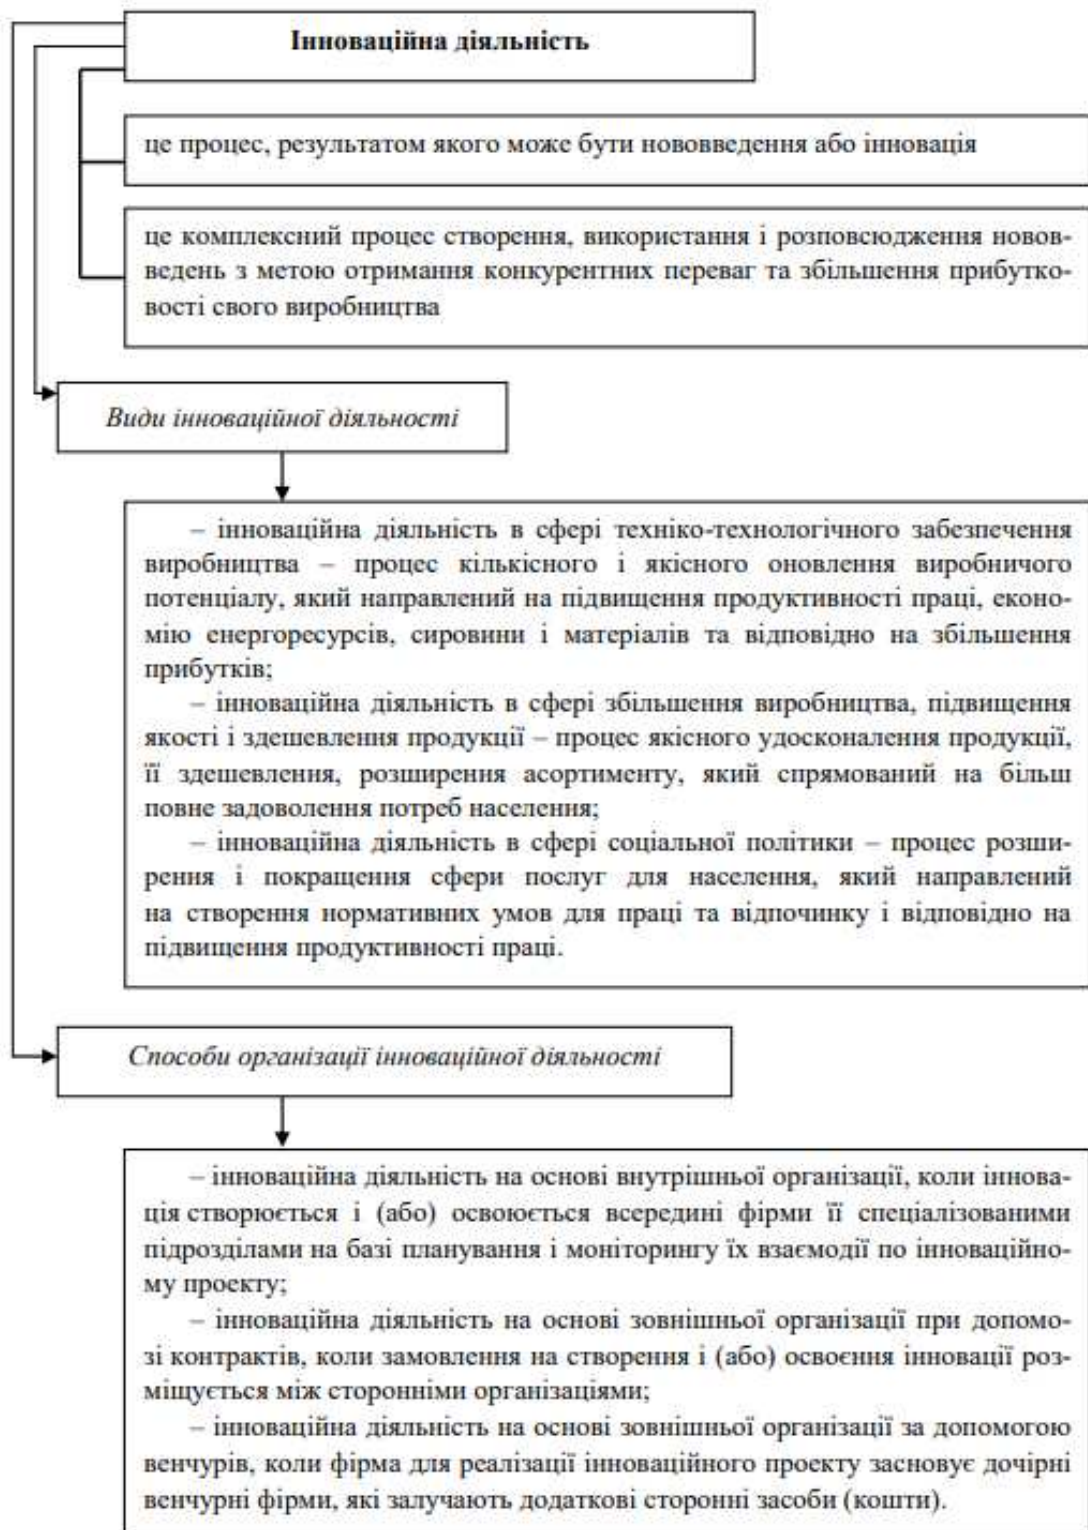 Інноваційна діяльність
це процес, результатом якого може бути нововведення або інновація
це комплексний процес створення, використання і розповсюдження новов-
ведень з метою отримання конкурентних переваг та збільшення прибутко-
вості свого виробництва
Види інноваційної діяльності
– інноваційна діяльність в сфері техніко-технологічного забезпечення
виробництва – процес кількісного і якісного оновлення виробничого
потенціалу, який направлений на підвищення продуктивності праці, еконо-
мію енергоресурсів, сировини і матеріалів та відповідно на збільшення
прибутків;
– інноваційна діяльність в сфері збільшення виробництва, підвищення
якості і здешевлення продукції – процес якісного удосконалення продукції,
її здешевлення, розширення асортименту, який спрямований на більш
повне задоволення потреб населення;
– інноваційна діяльність в сфері соціальної політики – процес розши-
рення і покращення сфери послуг для населення, який направлений
на створення нормативних умов для праці та відпочинку і відповідно на
підвищення продуктивності праці.
Способи організації інноваційної діяльності
– інноваційна діяльність на основі внутрішньої організації, коли іннова-
ція створюється і (або) освоюється всередині фірми її спеціалізованими
підрозділами на базі планування і моніторингу їх взаємодії по інноваційно-
му проекту;
– інноваційна діяльність на основі зовнішньої організації при допомо-
зі контрактів, коли замовлення на створення і (або) освоєння інновації роз-
міщується між сторонніми організаціями;
– інноваційна діяльність на основі зовнішньої організації за допомогою
венчурів, коли фірма для реалізації інноваційного проекту засновує дочірні
венчурні фірми, які залучають додаткові сторонні засоби (кошти).